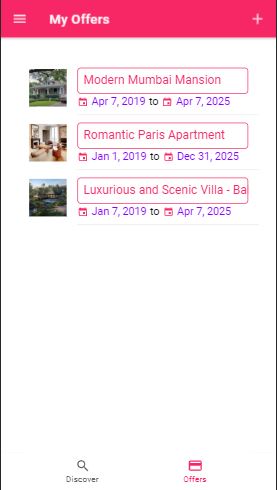 My Offers
Modern Mumbai Mansion
Apr 7, 2019 to Apr 7, 2025
Romantic Paris Apartment
Jan 1, 2019 to Dec 31, 2025
Luxurious and Scenic Villa - Ba
Jan 7, 2019 to Apr 7, 2025
Discover
Offers